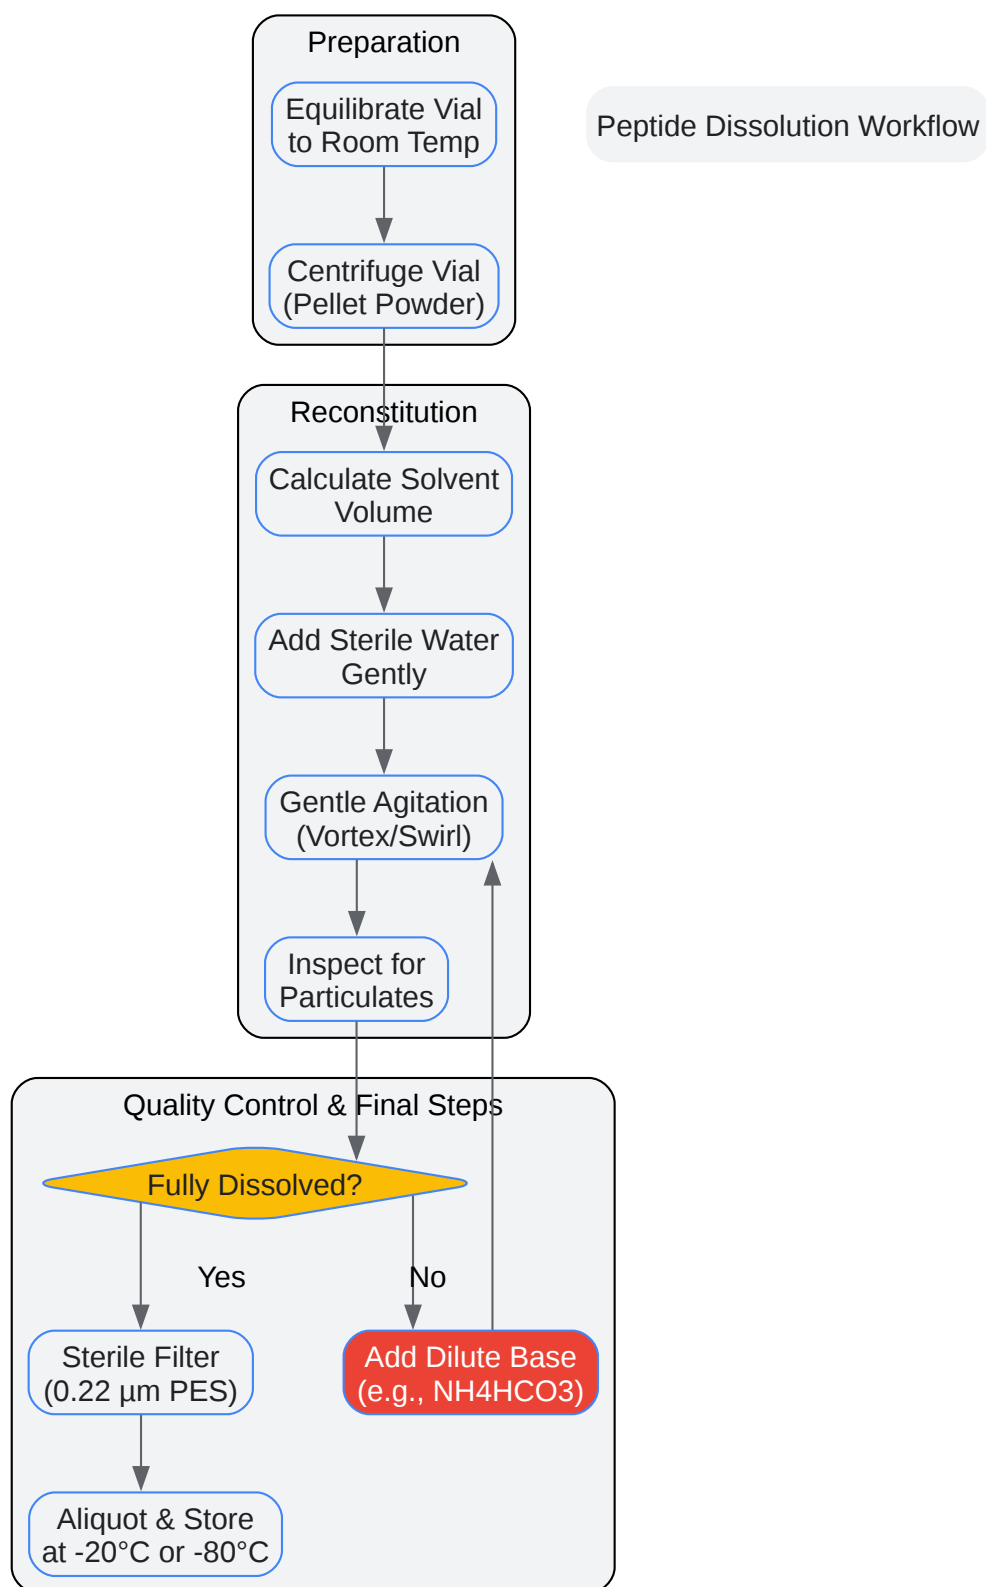 Preparation
Equilibrate Vial
to Room Temp
Peptide Dissolution Workflow
Centrifuge Vial
(Pellet Powder)
Reconstitution
Calculate Solvent
Volume
Add Sterile Water
Gently
Gentle Agitation
(Vortex/Swirl)
Inspect for
Particulates
Quality Control & Final Steps
Fully Dissolved?
Yes
No
Sterile Filter
(0.22 µm PES)
Add Dilute Base
(e.g., NH4HCO3)
Aliquot & Store
at -20°C or -80°C